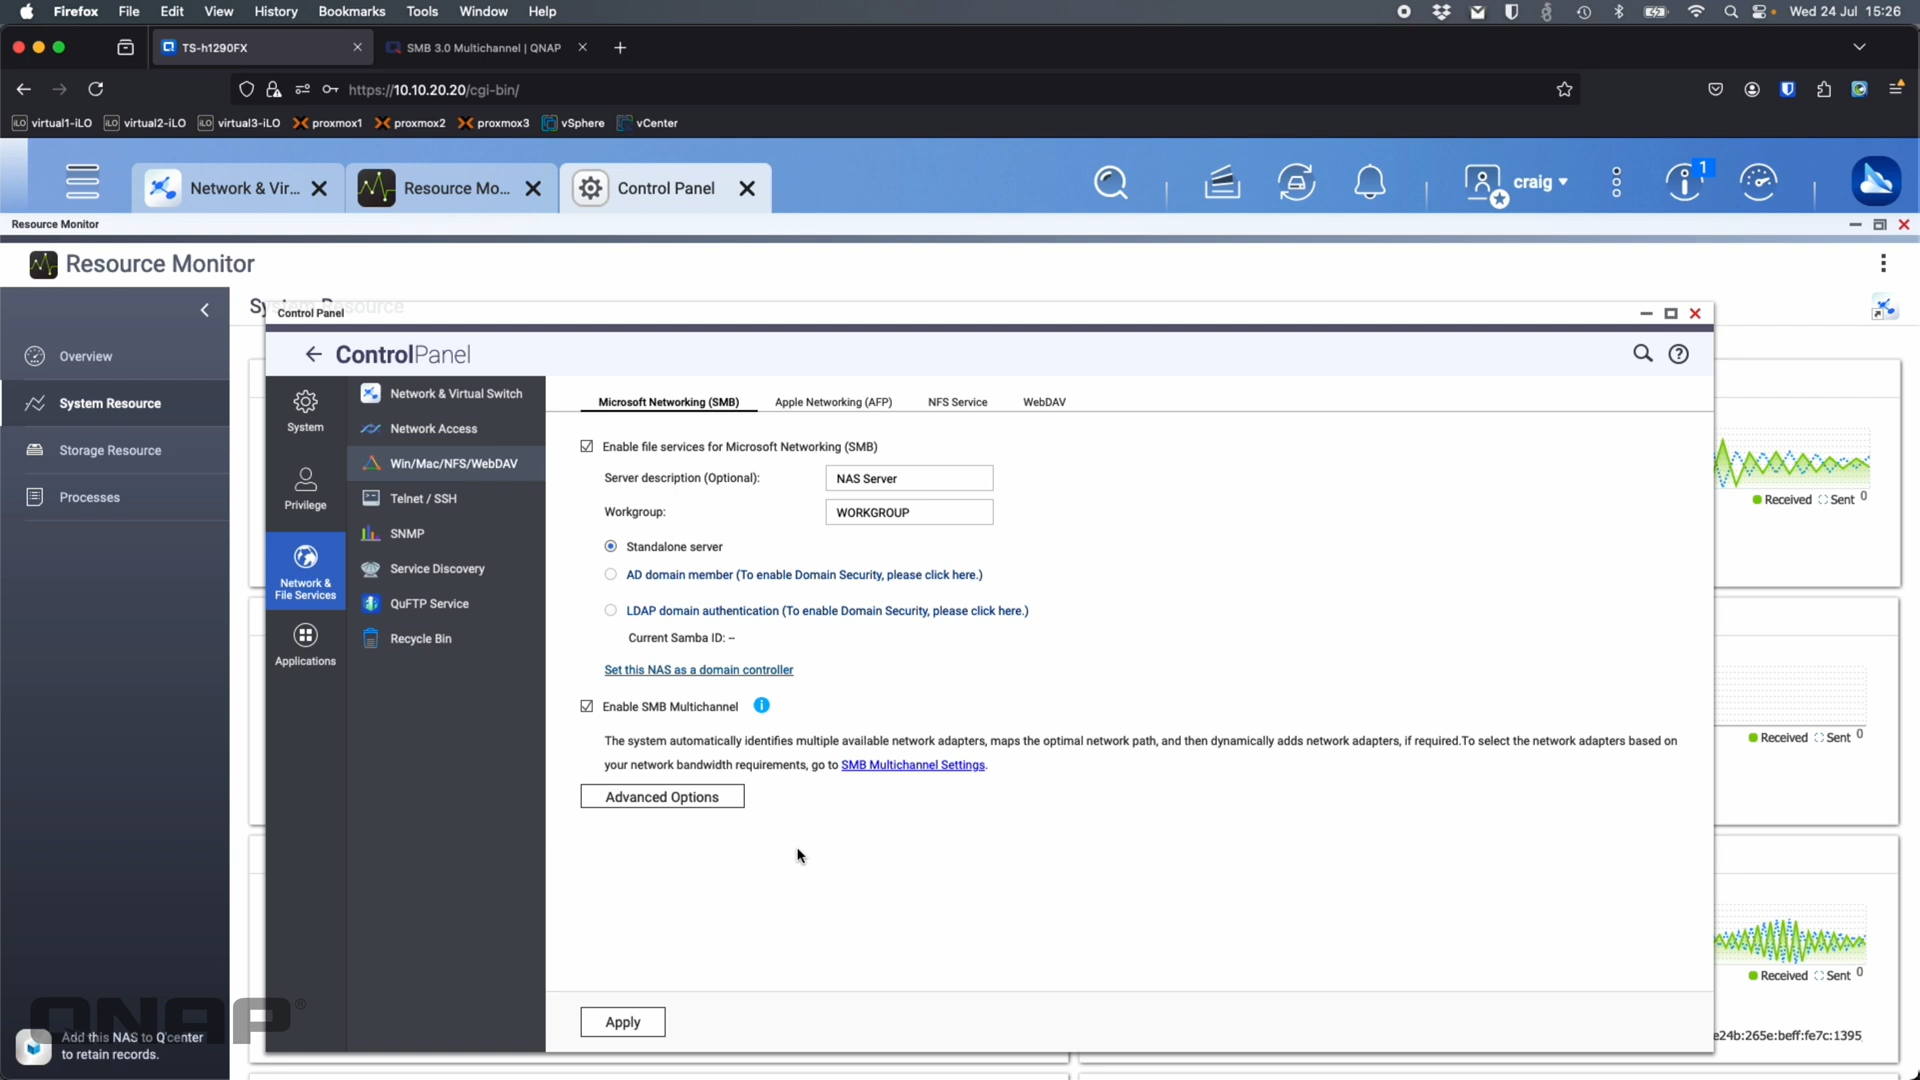 Firefox File Edit View History Bookmarks Tools Window Help Wed 24 Jul 15:26
TS-h1290FX SMB 3.0 Multichannel | QNAP
https://10.10.20.20/cgi-bin/
iLO virtual1-iLO iLO virtual2-iLO iLO virtual3-iLO proxmox1 proxmox2 proxmox3 vSphere vCenter
Network & Vir... Resource Mo... Control Panel craig 1
Resource Monitor
Resource Monitor
System Resource
Overview
System Resource
Storage Resource
Processes
Control Panel
ControlPanel
System
Privilege
Network &
File Services
Applications
Network & Virtual Switch
Network Access
Win/Mac/NFS/WebDAV
Telnet / SSH
SNMP
Service Discovery
QuFTP Service
Recycle Bin
Microsoft Networking (SMB) Apple Networking (AFP) NFS Service WebDAV
Enable file services for Microsoft Networking (SMB)
Server description (Optional): NAS Server
Workgroup: WORKGROUP
Standalone server
AD domain member (To enable Domain Security, please click here.)
LDAP domain authentication (To enable Domain Security, please click here.)
Current Samba ID: --
Set this NAS as a domain controller
Enable SMB Multichannel
The system automatically identifies multiple available network adapters, maps the optimal network path, and then dynamically adds network adapters, if required.To select the network adapters based on
your network bandwidth requirements, go to SMB Multichannel Settings.
Advanced Options
Apply
Received Sent 0
Received Sent 0
Received Sent 0
e24b:265e:beff:fe7c:1395
QNAP®
Add this NAS to Q'center
to retain records.